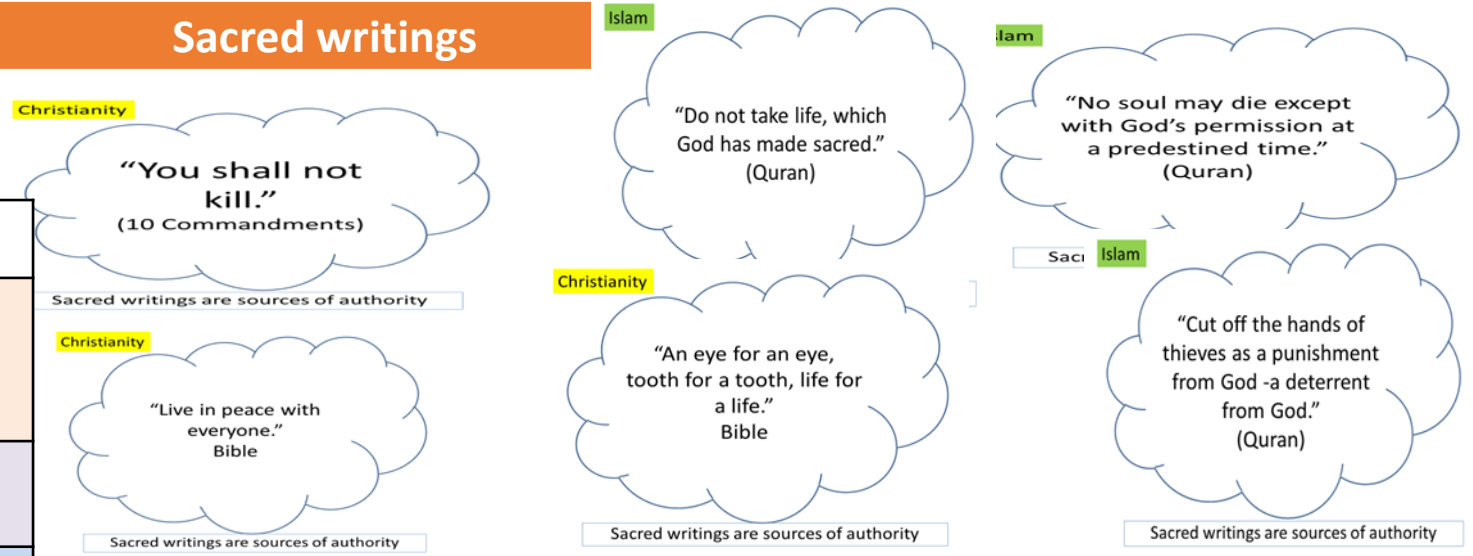 Sacred writings
Christianity
“You shall not
kill.”
(10 Commandments)
Sacred writings are sources of authority
Christianity
“Live in peace with
everyone.”
Bible
Sacred writings are sources of authority
Islam
“Do not take life, which
God has made sacred.”
(Quran)
Christianity
“An eye for an eye,
tooth for a tooth, life for
a life.”
Bible
Sacred writings are sources of authority
slam
“No soul may die except
with God’s permission at
a predestined time.”
(Quran)
Sacr
Islam
“Cut off the hands of
thieves as a punishment
from God -a deterrent
from God.”
(Quran)
Sacred writings are sources of authority